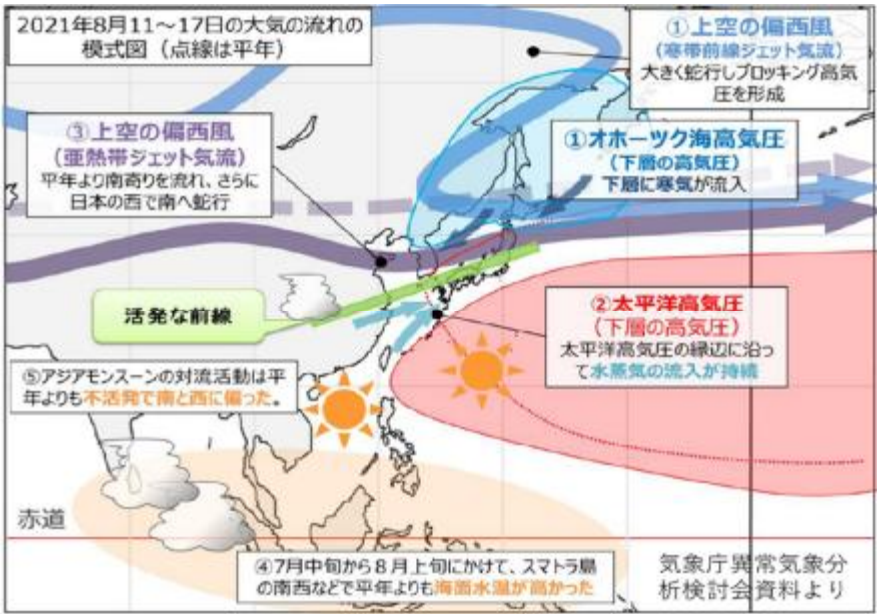 2021年8月11～17日の大気の流れの
模式図（点線は平年）
①上空の偏西風
（寒帯前線ジェット気流）
大きく蛇行しブロッキング高気
圧を形成
③上空の偏西風
（亜熱帯ジェット気流）
平年より南寄りを流れ、さらに
日本の西で南へ蛇行
①オホーツク海高気圧
（下層の高気圧）
下層に寒気が流入
活発な前線
②太平洋高気圧
（下層の高気圧）
太平洋高気圧の縁辺に沿っ
て水蒸気の流入が持続
⑤アジアモンスーンの対流活動は平
年よりも不活発で南と西に偏った。
赤道
④7月中旬から８月上旬にかけて、スマトラ島
の南西などで平年よりも海面水温が高かった
気象庁異常気象分
析検討会資料より